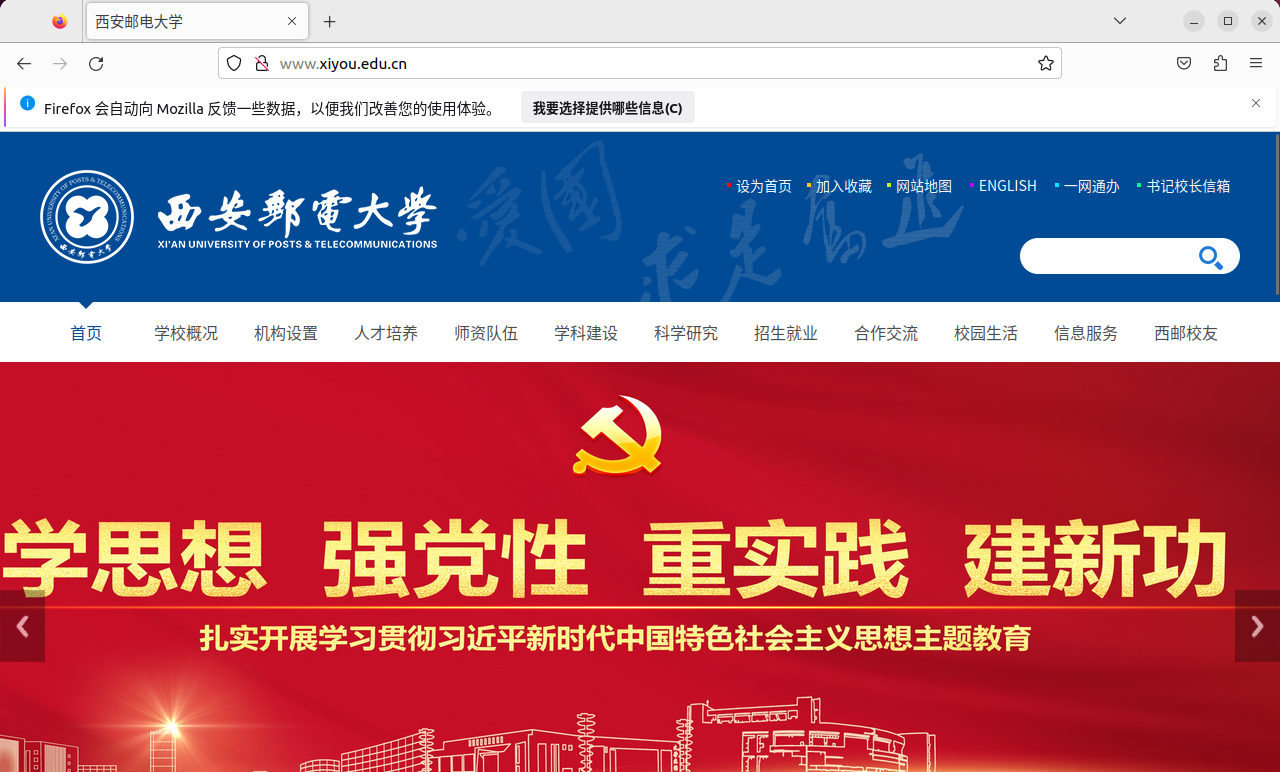 西安邮电大学
www.xiyou.edu.cn
Firefox 会自动向 Mozilla 反馈一些数据，以便我们改善您的使用体验。 我要选择提供哪些信息(C)
设为首页 加入收藏 网站地图 ENGLISH 一网通办 书记校长信箱
爱國 求是 奮進
XI'AN UNIVERSITY OF POSTS & TELECOMMUNICATIONS
西安郵電大学
西安郵電大學
XI'AN UNIVERSITY OF POSTS & TELECOMMUNICATIONS
首页 学校概况 机构设置 人才培养 师资队伍 学科建设 科学研究 招生就业 合作交流 校园生活 信息服务 西邮校友
学思想 强党性 重实践 建新功
扎实开展学习贯彻习近平新时代中国特色社会主义思想主题教育